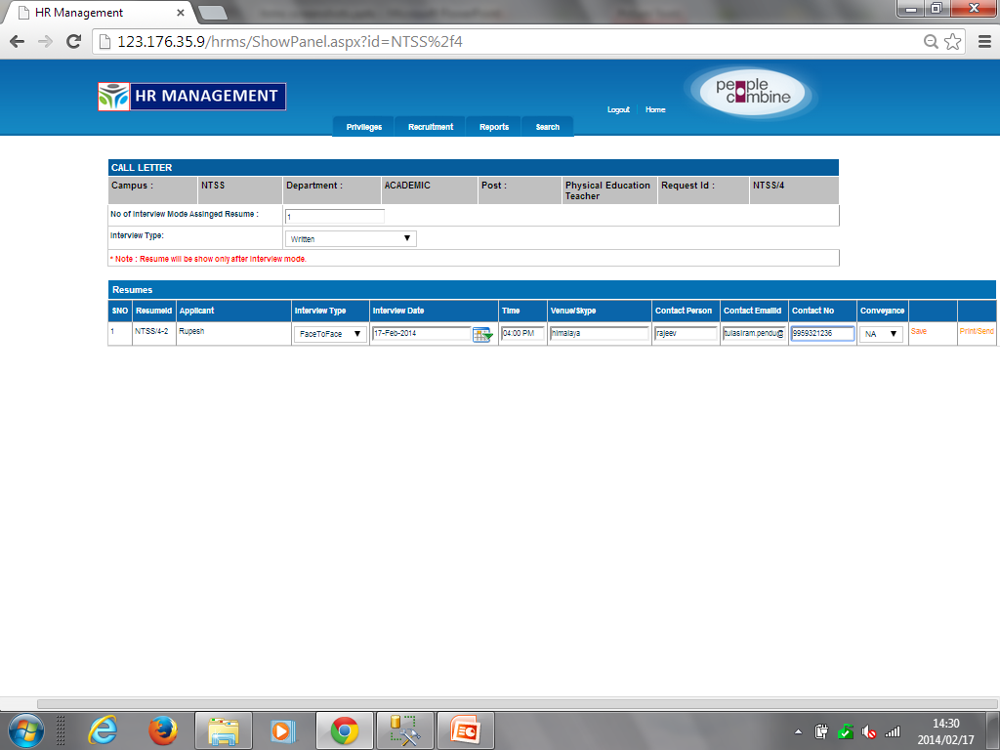 HR Management
123.176.35.9/hrms/ShowPanel.aspx?id=NTSS%2f4
HR MANAGEMENT
people combine
Logout Home
Privileges Recruitment Reports Search
CALL LETTER
Campus : NTSS Department : ACADEMIC Post : Physical Education Teacher Request Id : NTSS/4
No of Interview Mode Assinged Resume : 1
Interview Type: Written
* Note : Resume will be show only after interview mode.
Resumes
SNO ResumeId Applicant Interview Type Interview Date Time Venue/Skype Contact Person Contact EmailId Contact No Conveyance
1 NTSS/4-2 Rupesh FaceToFace 17-Feb-2014 04:00 PM himalaya rajeev tulasiram.pendu@ 9959321236 NA Save Print/Send
14:30
2014/02/17